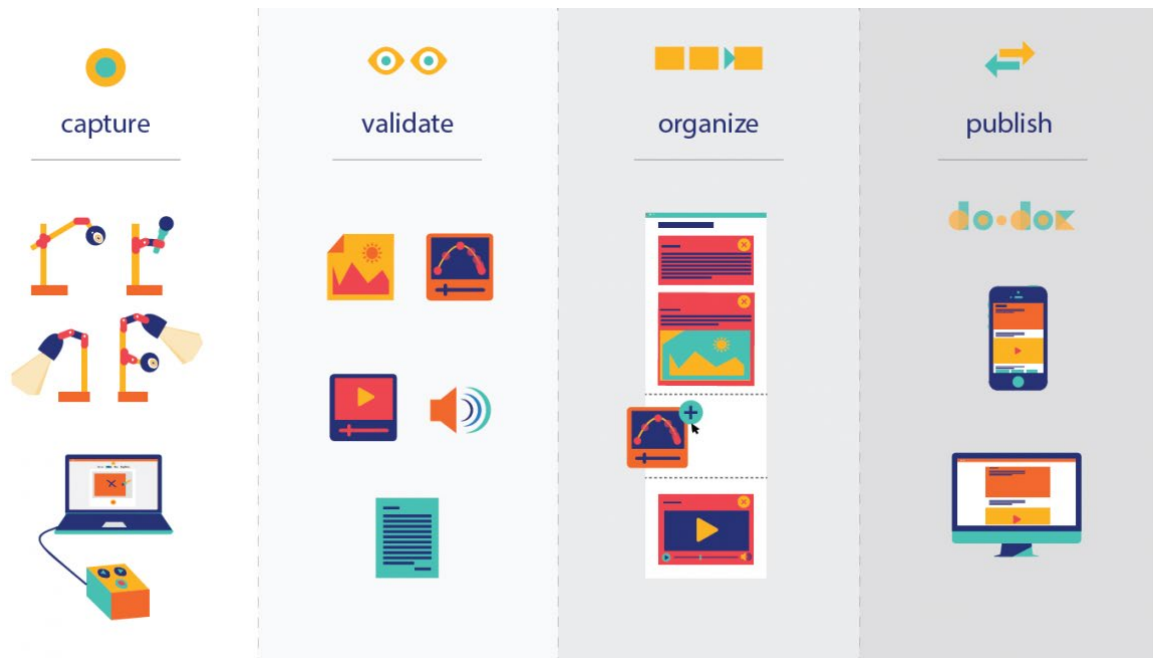 capture
validate
organize
publish
do•doc